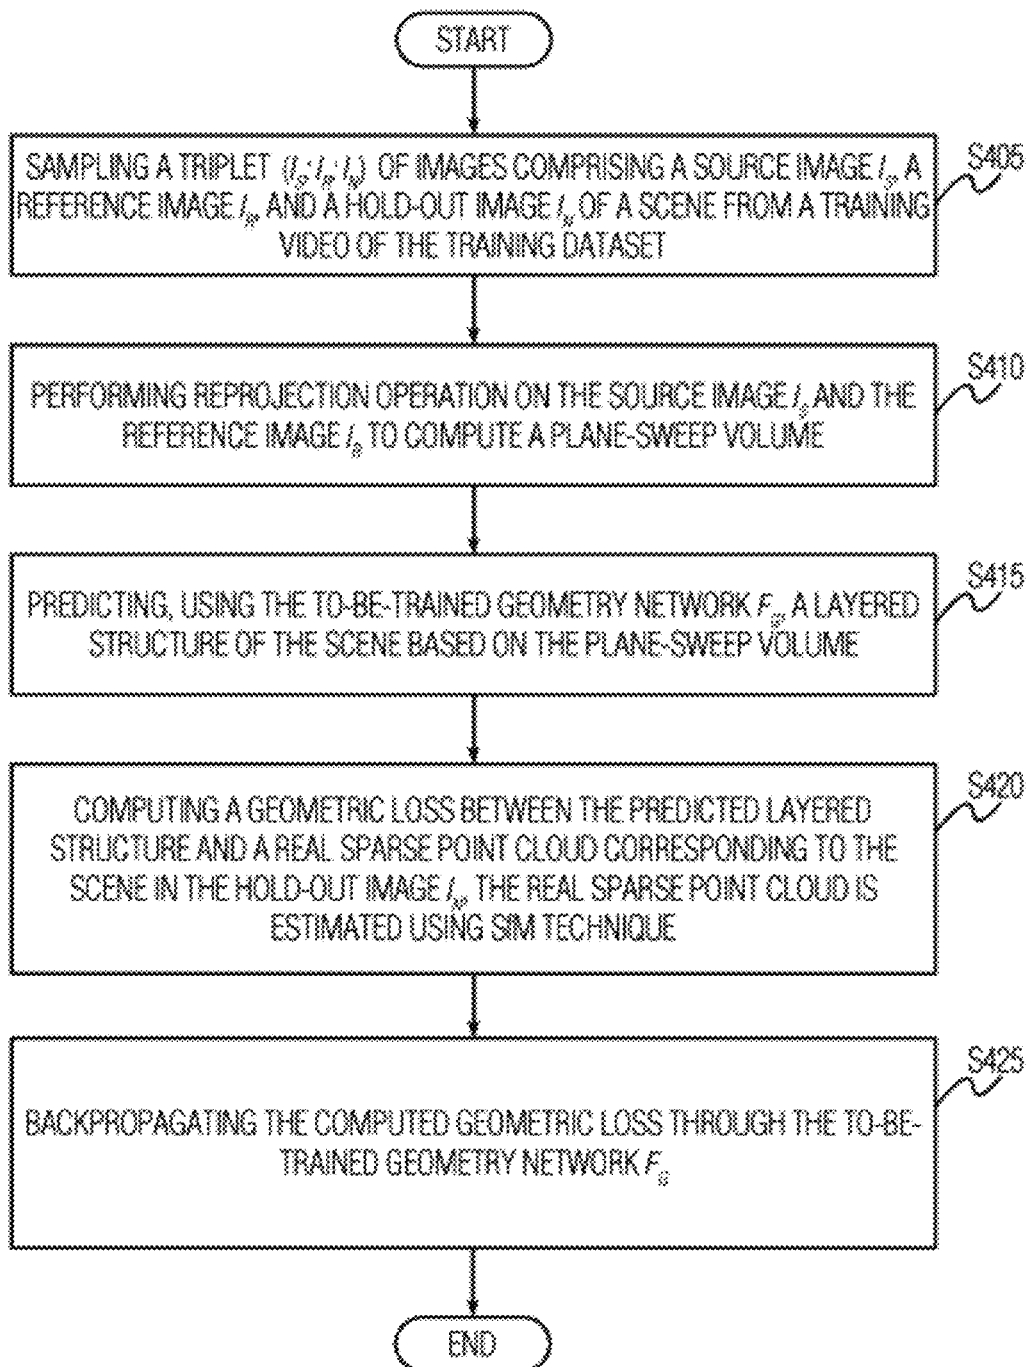 START
SAMPLING A TRIPLET (I_S; I_R; I_N) OF IMAGES COMPRISING A SOURCE IMAGE I_S, A
REFERENCE IMAGE I_R, AND A HOLD-OUT IMAGE I_N OF A SCENE FROM A TRAINING
VIDEO OF THE TRAINING DATASET
S405
PERFORMING REPROJECTION OPERATION ON THE SOURCE IMAGE I_S AND THE
REFERENCE IMAGE I_R TO COMPUTE A PLANE-SWEEP VOLUME
S410
PREDICTING, USING THE TO-BE-TRAINED GEOMETRY NETWORK F_G, A LAYERED
STRUCTURE OF THE SCENE BASED ON THE PLANE-SWEEP VOLUME
S415
COMPUTING A GEOMETRIC LOSS BETWEEN THE PREDICTED LAYERED
STRUCTURE AND A REAL SPARSE POINT CLOUD CORRESPONDING TO THE
SCENE IN THE HOLD-OUT IMAGE I_N, THE REAL SPARSE POINT CLOUD IS
ESTIMATED USING SIM TECHNIQUE
S420
BACKPROPAGATING THE COMPUTED GEOMETRIC LOSS THROUGH THE TO-BE-
TRAINED GEOMETRY NETWORK F_G
S425
END